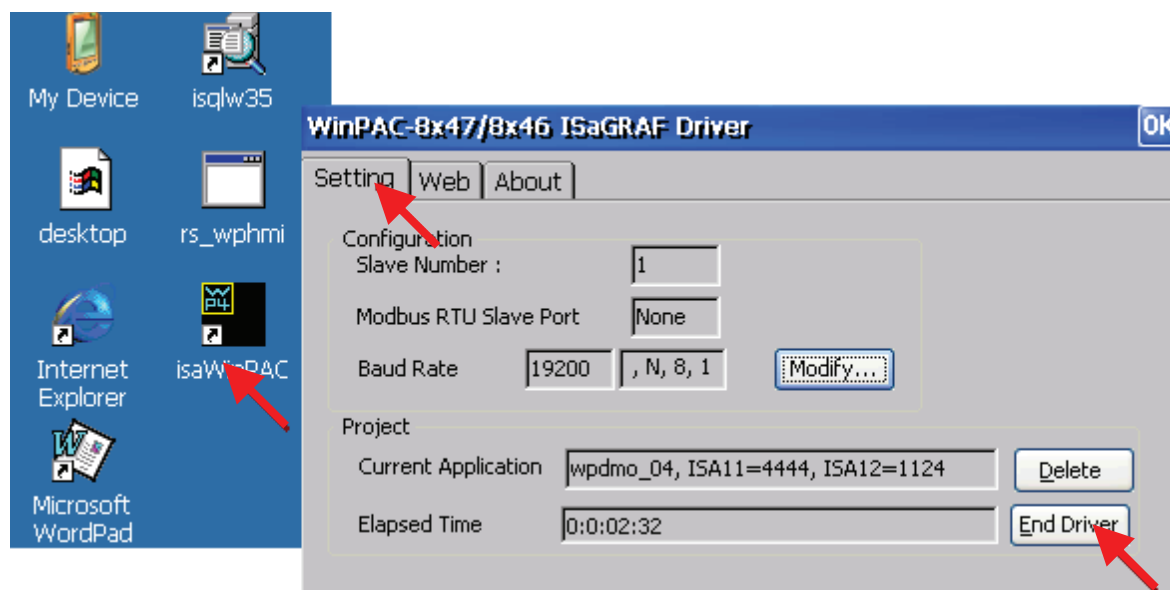 My Device
isqlw35
desktop
rs_wphmi
Internet
Explorer
isaWinPAC
Microsoft
WordPad
WinPAC-8x47/8x46 ISaGRAF Driver
OK
Setting
Web
About
Configuration
Slave Number :
1
Modbus RTU Slave Port
None
Baud Rate
19200
, N, 8, 1
Modify...
Project
Current Application
wpdmo_04, ISA11=4444, ISA12=1124
Delete
Elapsed Time
0:0:02:32
End Driver